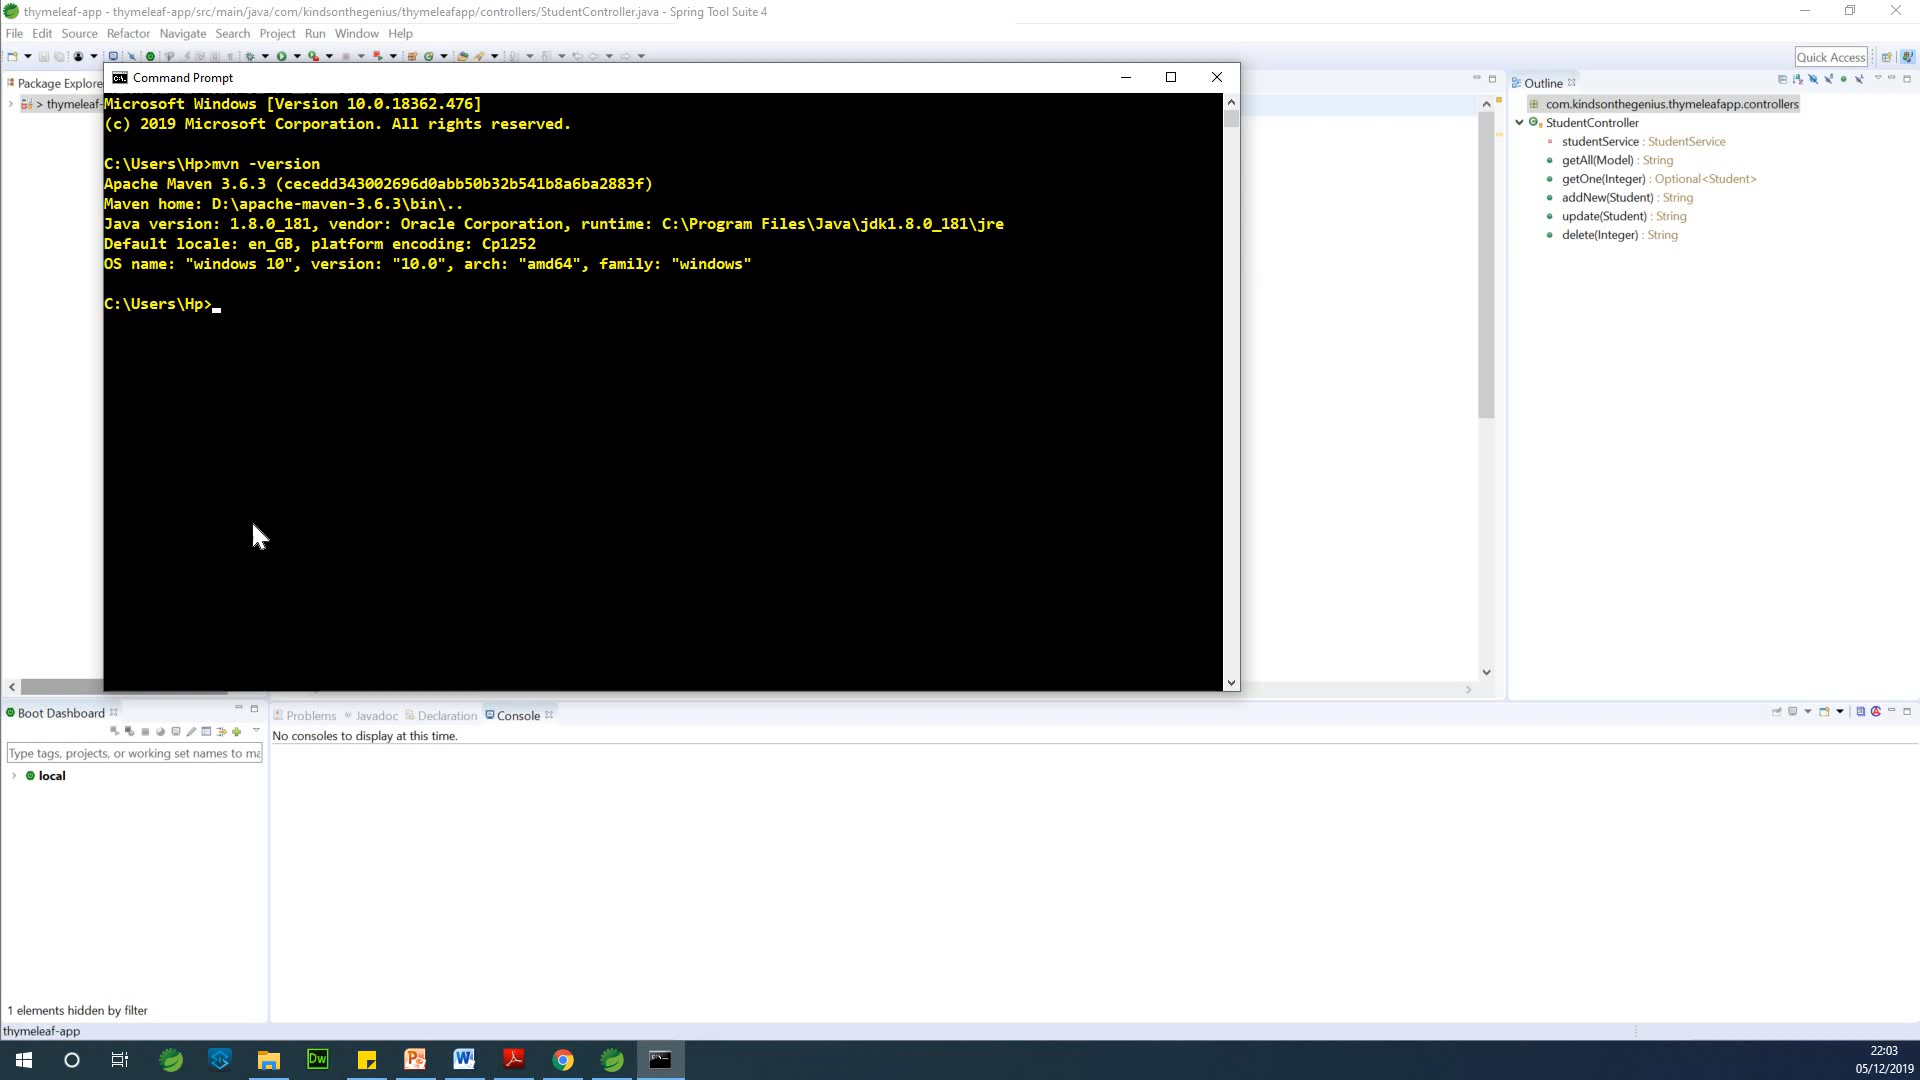 thymeleaf-app - thymeleaf-app/src/main/java/com/kindsonthegenius/thymeleafapp/controllers/StudentController.java - Spring Tool Suite 4
File Edit Source Refactor Navigate Search Project Run Window Help
Quick Access
Package Explore
> thymeleaf-
Command Prompt
Microsoft Windows [Version 10.0.18362.476]
(c) 2019 Microsoft Corporation. All rights reserved.
C:\Users\Hp>mvn -version
Apache Maven 3.6.3 (cecedd343002696d0abb50b32b541b8a6ba2883f)
Maven home: D:\apache-maven-3.6.3\bin\..
Java version: 1.8.0_181, vendor: Oracle Corporation, runtime: C:\Program Files\Java\jdk1.8.0_181\jre
Default locale: en_GB, platform encoding: Cp1252
OS name: "windows 10", version: "10.0", arch: "amd64", family: "windows"
C:\Users\Hp>
Outline
com.kindsonthegenius.thymeleafapp.controllers
StudentController
studentService : StudentService
getAll(Model) : String
getOne(Integer) : Optional<Student>
addNew(Student) : String
update(Student) : String
delete(Integer) : String
Boot Dashboard
Type tags, projects, or working set names to ma
local
1 elements hidden by filter
Problems Javadoc Declaration Console
No consoles to display at this time.
thymeleaf-app
Dw
22:03
05/12/2019